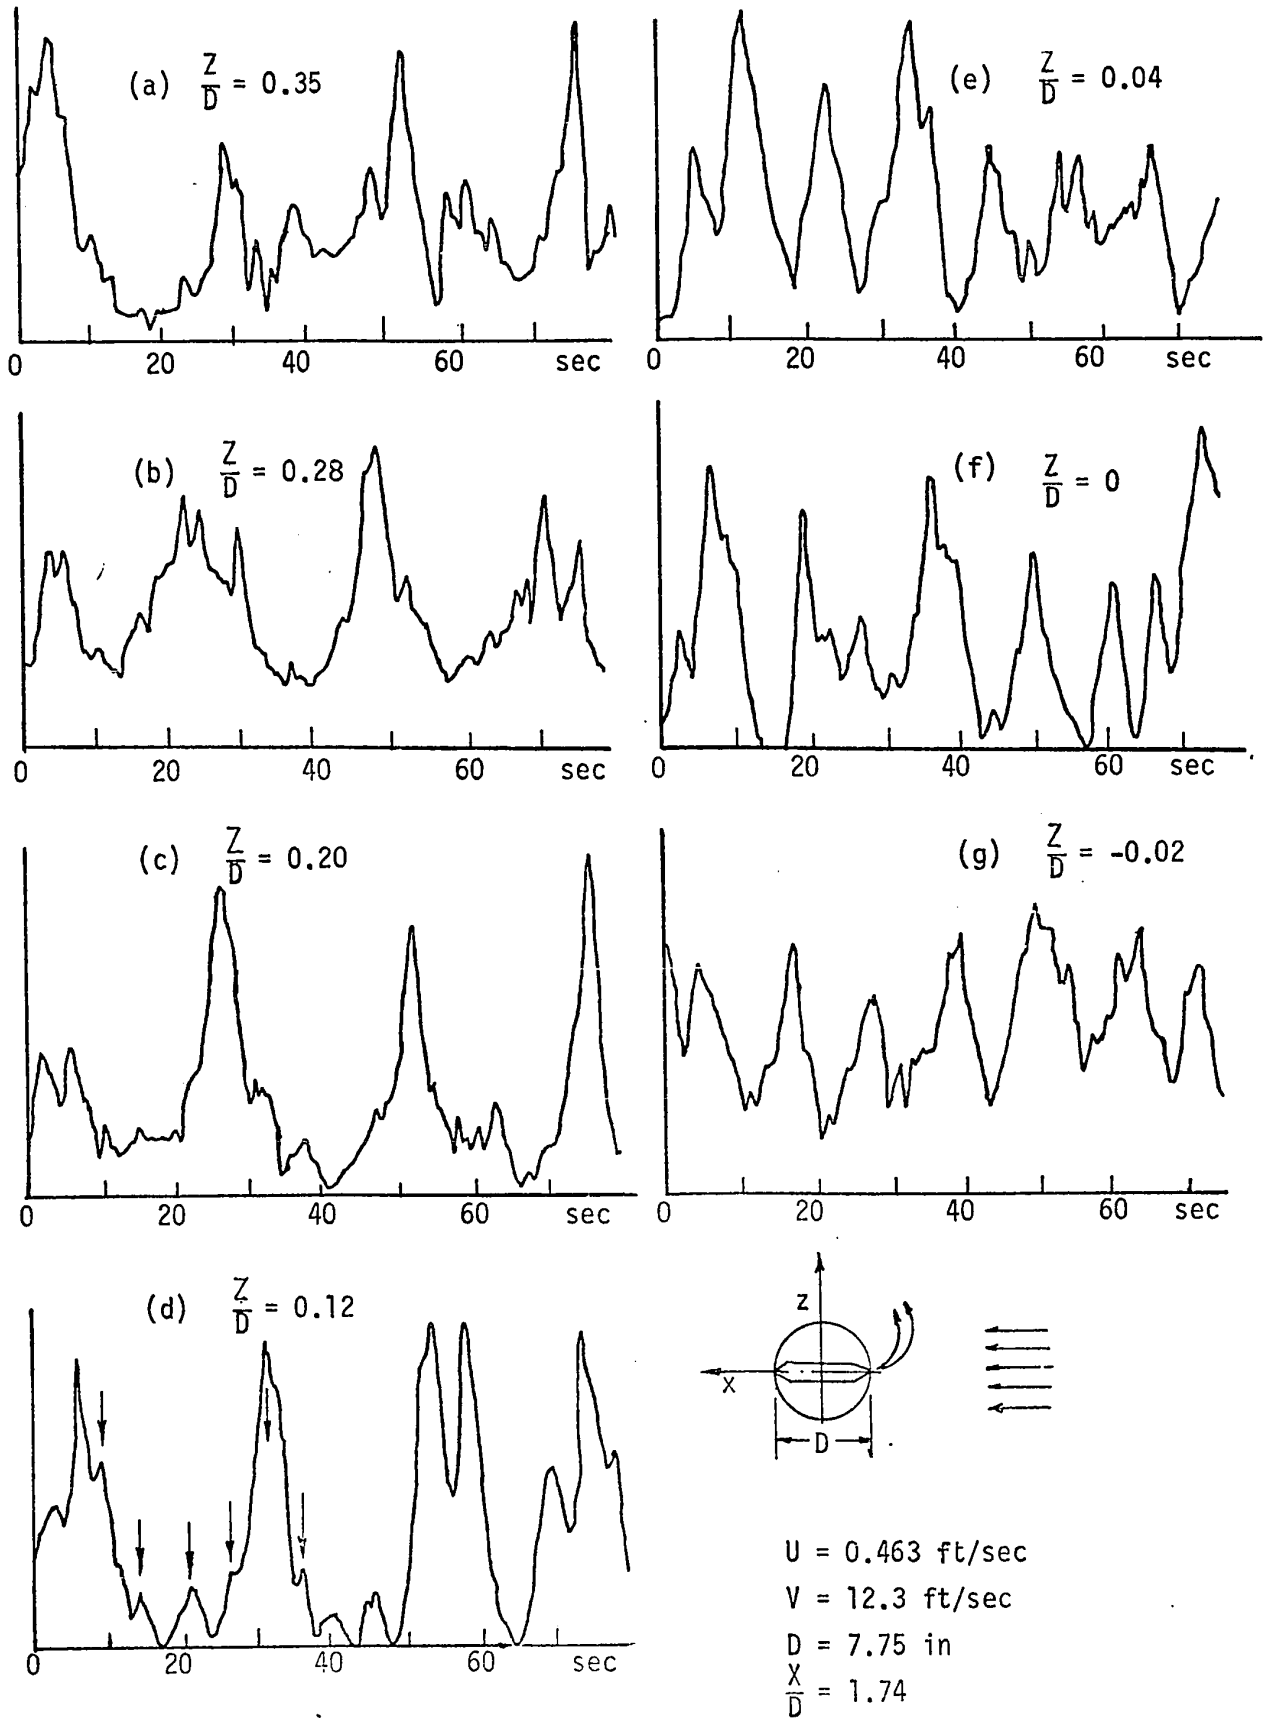 (a) Z/D = 0.35
0 20 40 60 sec
(b) Z/D = 0.28
0 20 40 60 sec
(c) Z/D = 0.20
0 20 40 60 sec
(d) Z/D = 0.12
0 20 40 60 sec
(e) Z/D = 0.04
0 20 40 60 sec
(f) Z/D = 0
0 20 40 60 sec
(g) Z/D = -0.02
0 20 40 60 sec
Z
X
D
U = 0.463 ft/sec
V = 12.3 ft/sec
D = 7.75 in
X/D = 1.74